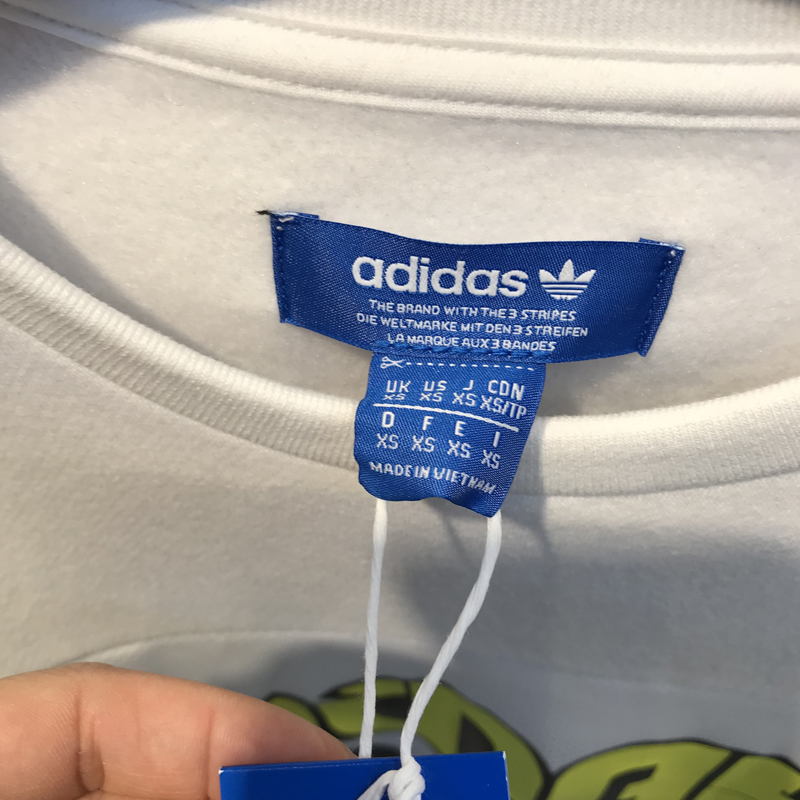 adidas
THE BRAND WITH THE 3 STRIPES
DIE WELTMARKE MIT DEN 3 STREIFEN
LA MARQUE AUX 3 BANDES
UK US J CDN
XS XS XS XS/TP
D F E I
XS XS XS XS
MADE IN VIETNAM